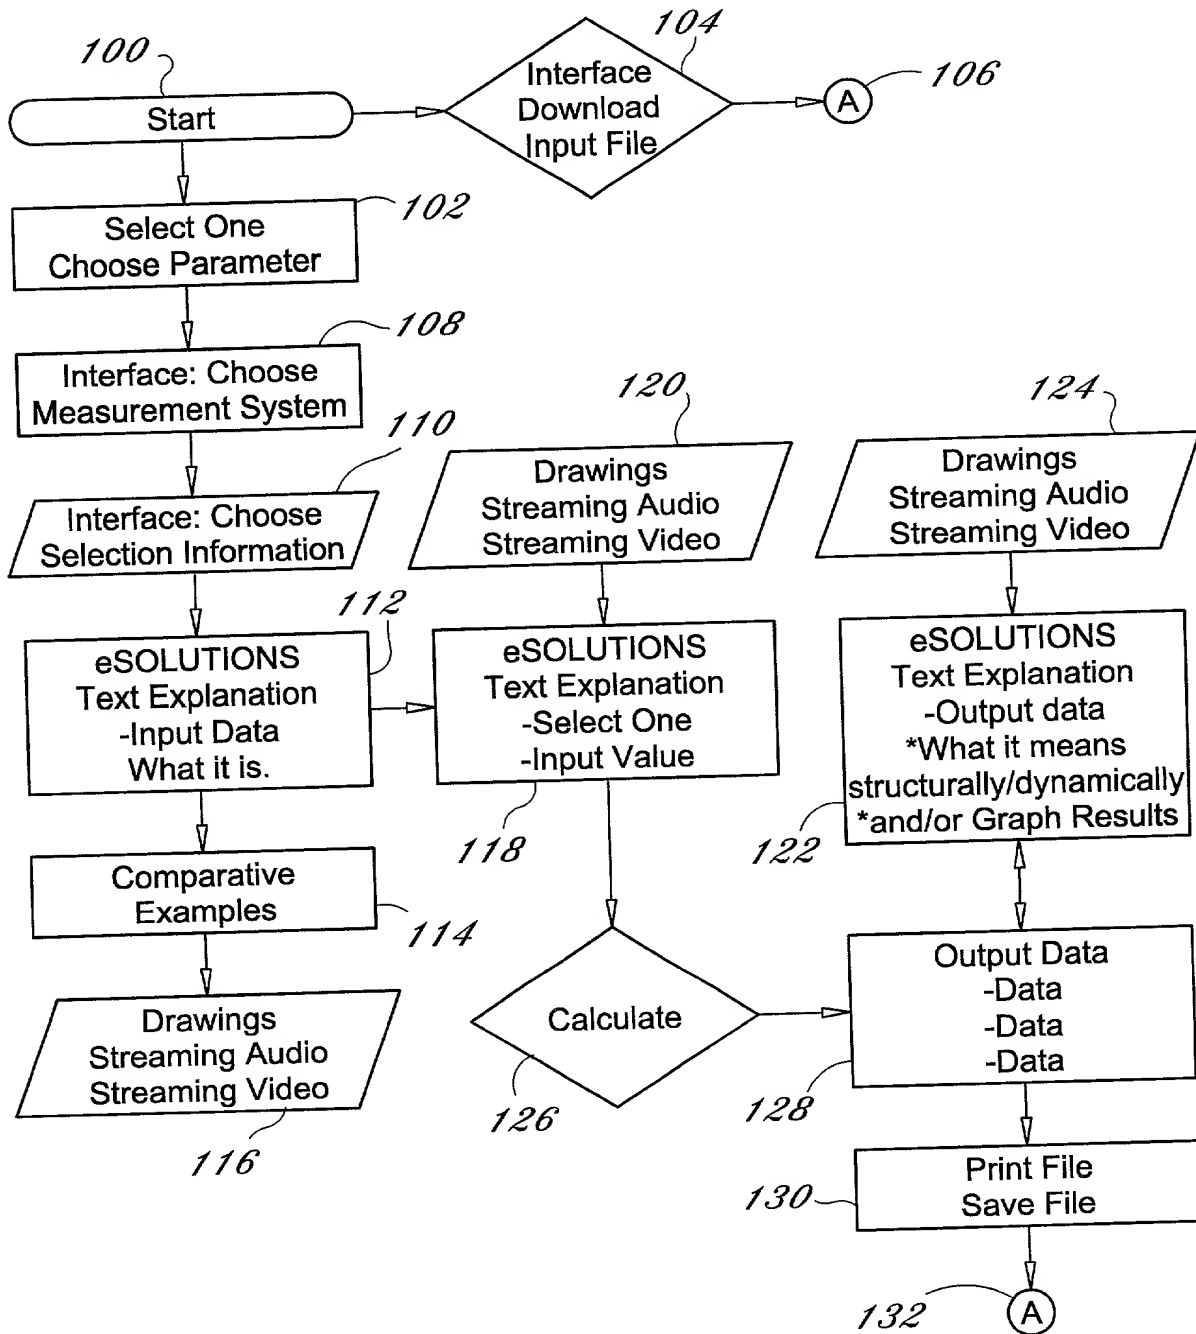 100
Start
104
Interface
Download
Input File
A
106
102
Select One
Choose Parameter
108
Interface: Choose
Measurement System
110
Interface: Choose
Selection Information
112
eSOLUTIONS
Text Explanation
-Input Data
What it is.
Comparative
Examples
114
Drawings
Streaming Audio
Streaming Video
116
120
Drawings
Streaming Audio
Streaming Video
eSOLUTIONS
Text Explanation
-Select One
-Input Value
118
Calculate
126
124
Drawings
Streaming Audio
Streaming Video
eSOLUTIONS
Text Explanation
-Output data
*What it means
structurally/dynamically
*and/or Graph Results
122
Output Data
-Data
-Data
-Data
128
Print File
Save File
130
A
132